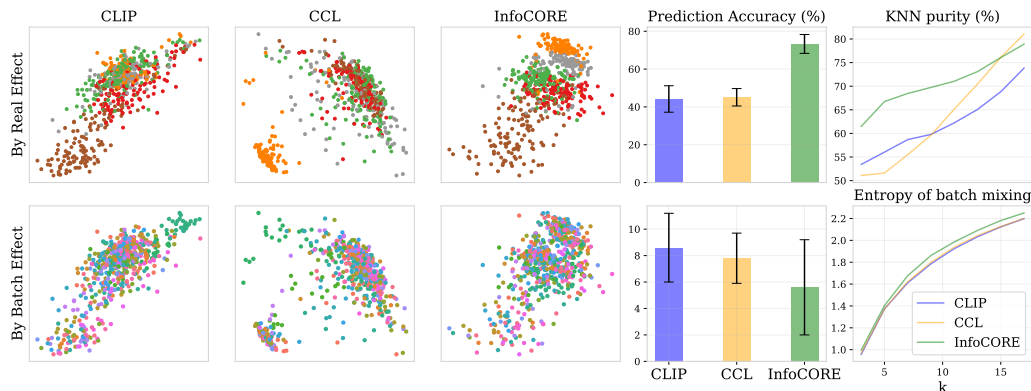 CLIP
CCL
InfoCORE
Prediction Accuracy (%)
KNN purity (%)
By Real Effect
80
60
40
20
0
80
75
70
65
60
55
50
Entropy of batch mixing
By Batch Effect
10
8
6
4
2
0
CLIP
CCL
InfoCORE
2.2
2.0
1.8
1.6
1.4
1.2
1.0
CLIP
CCL
InfoCORE
5
10
15
k